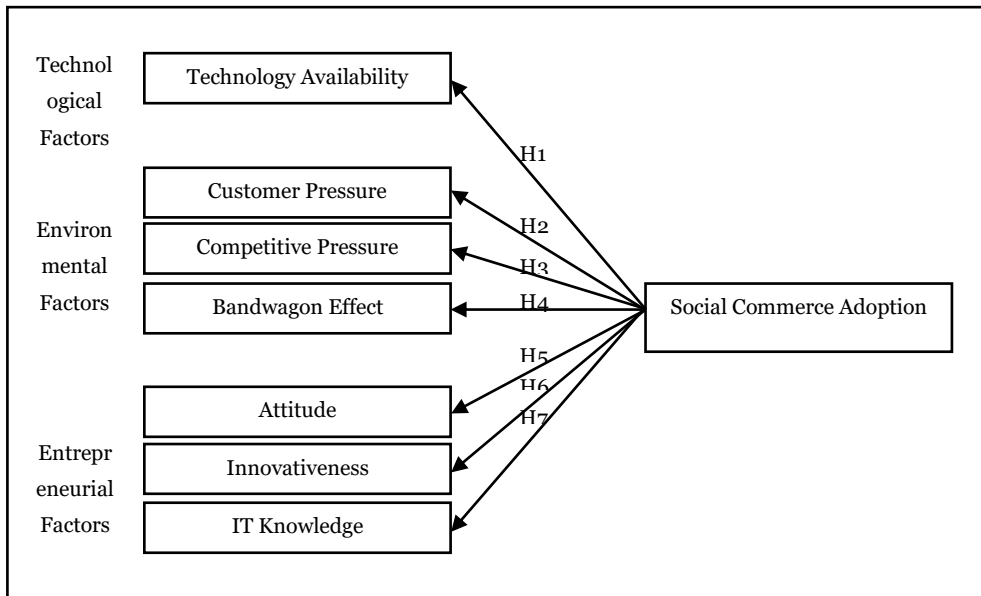 Technol
ogical
Factors
Technology Availability
H1
Customer Pressure
H2
Environ
mental
Factors
Competitive Pressure
H3
Bandwagon Effect
H4
Social Commerce Adoption
H5
Attitude
H6
H7
Entrepr
eneurial
Factors
Innovativeness
IT Knowledge